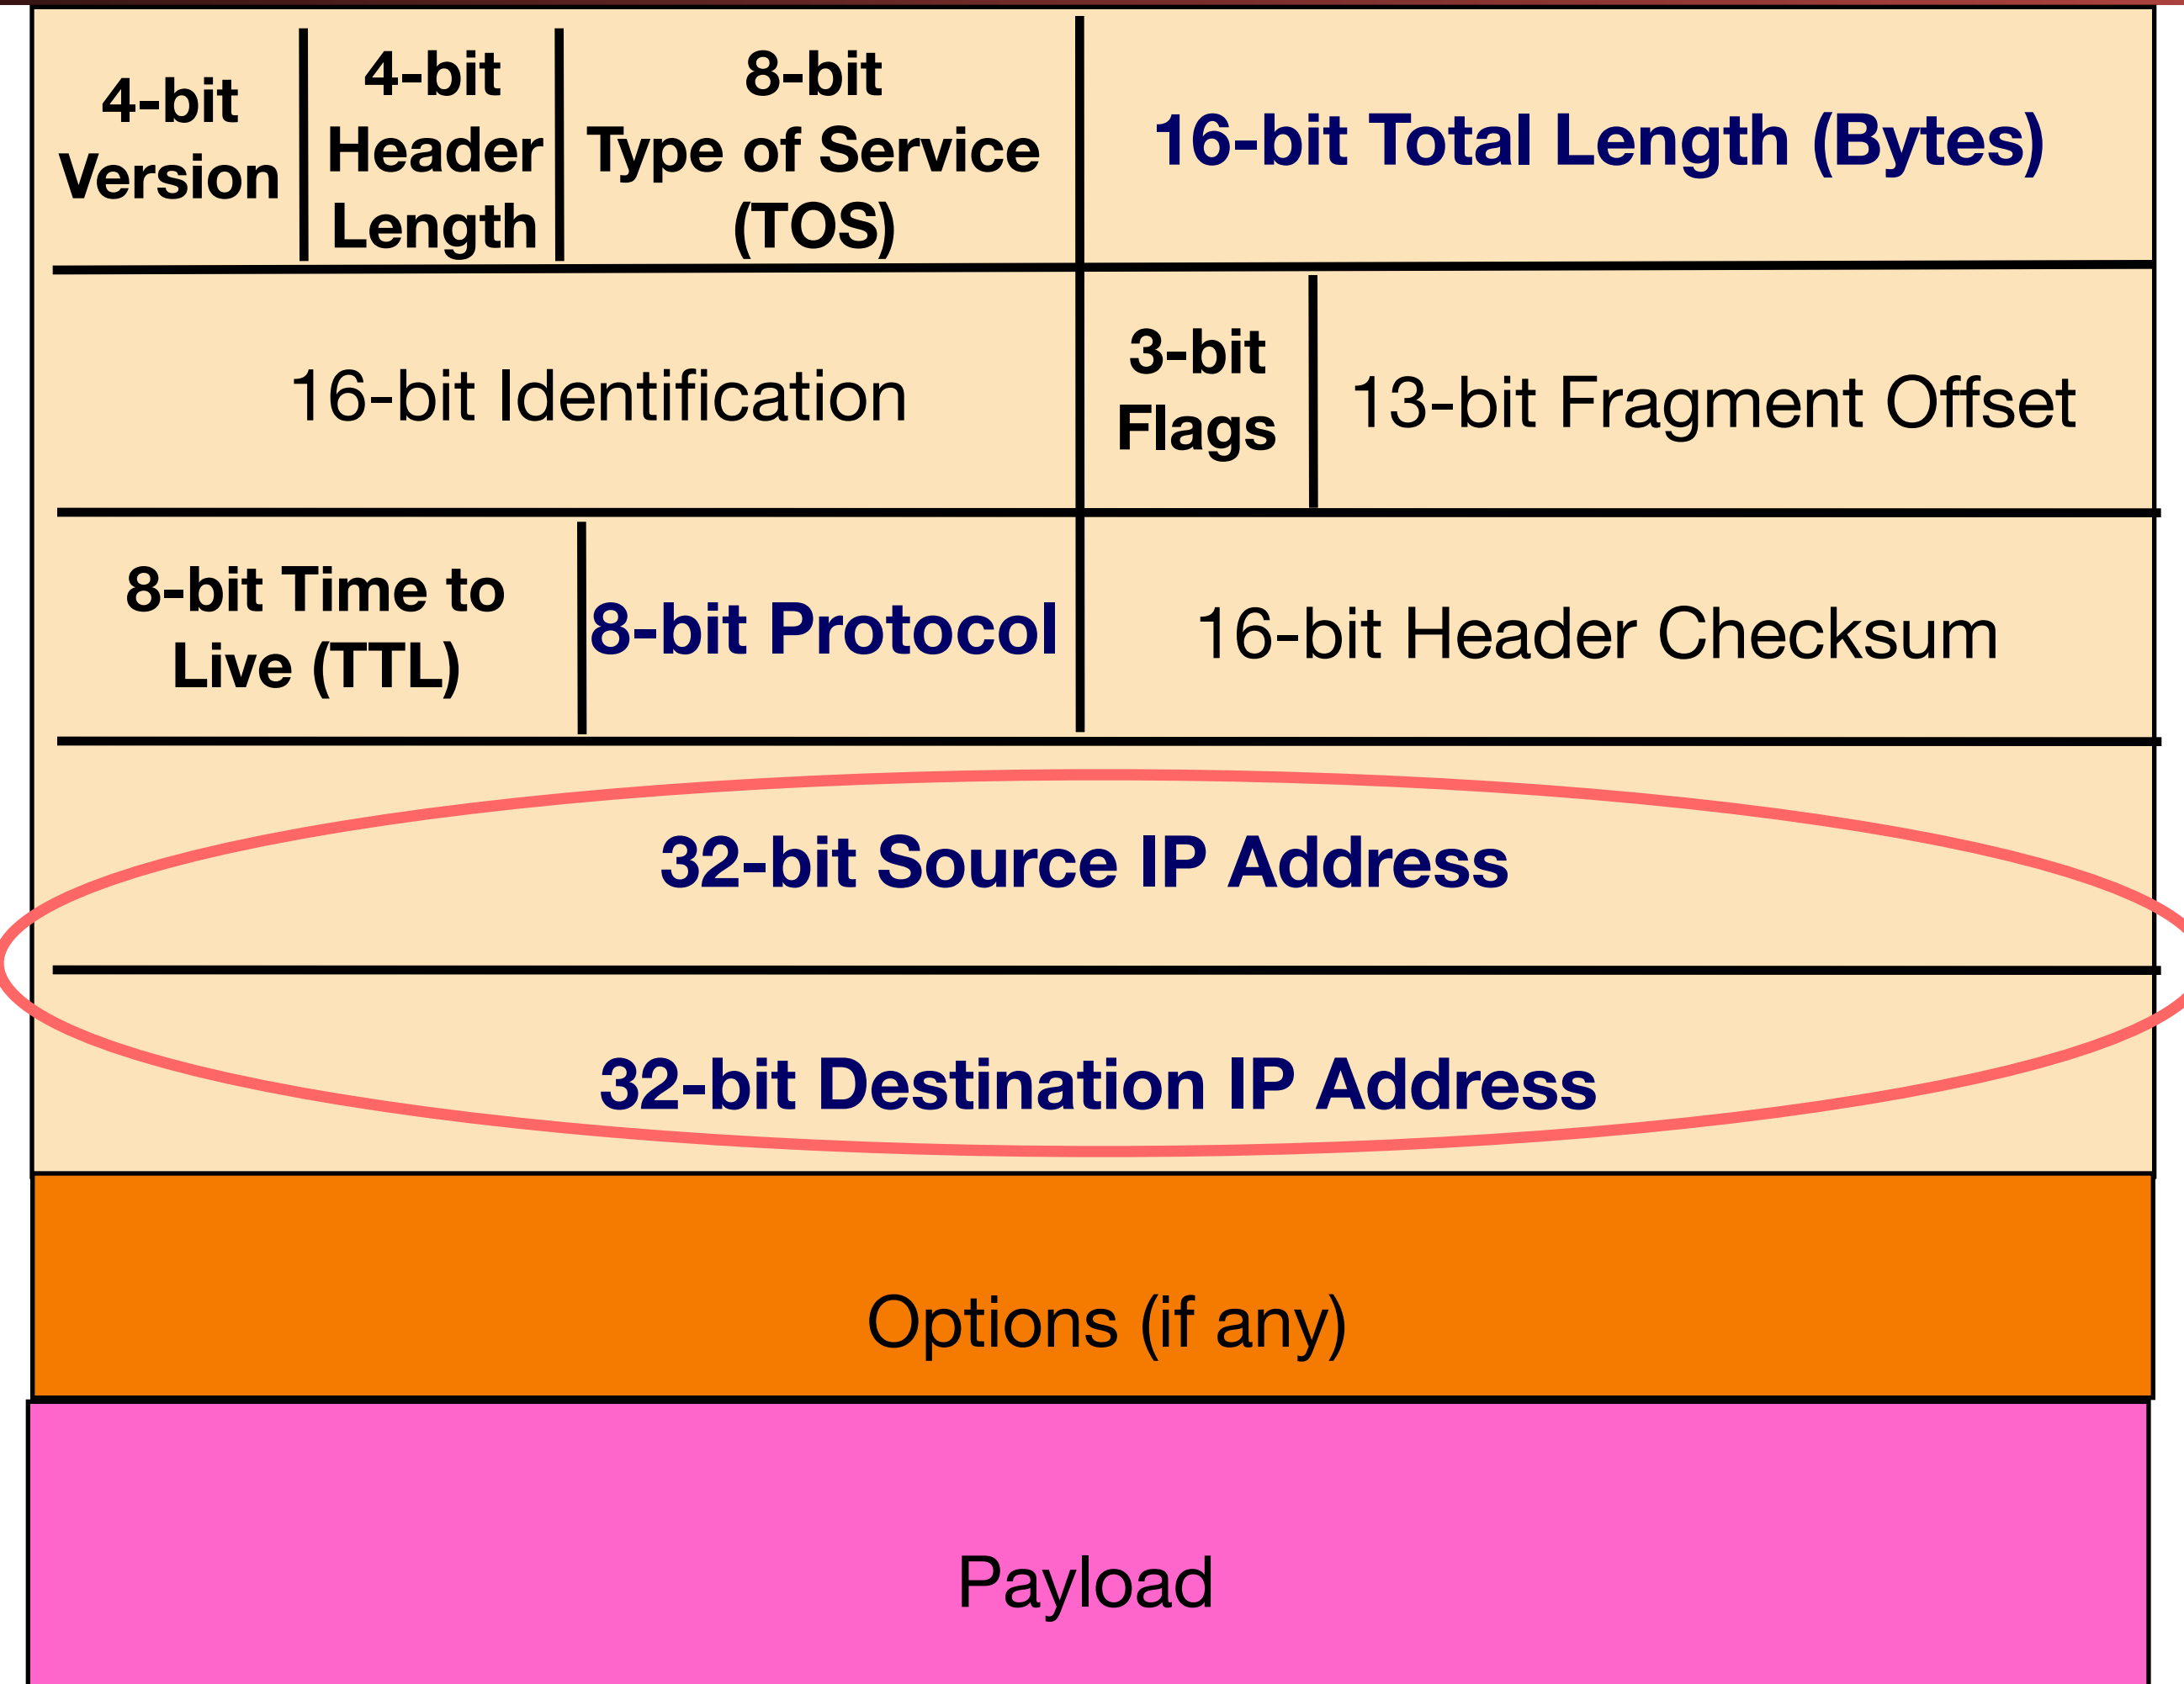 4-bit
Version
4-bit
Header
Length
8-bit
Type of Service
(TOS)
16-bit Total Length (Bytes)
16-bit Identification
3-bit
Flags
13-bit Fragment Offset
8-bit Time to
Live (TTL)
8-bit Protocol
16-bit Header Checksum
32-bit Source IP Address
32-bit Destination IP Address
Options (if any)
Payload